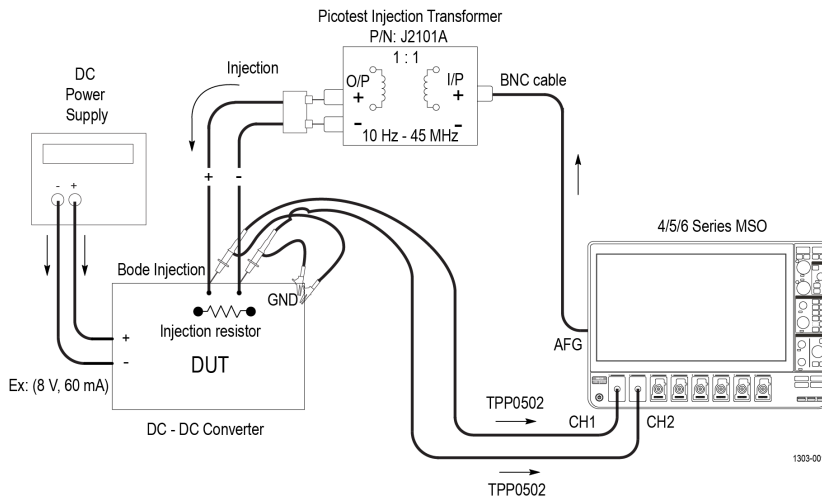 Picotest Injection Transformer
P/N: J2101A
1 : 1
O/P
I/P
+
+
-
-
10 Hz - 45 MHz
Injection
BNC cable
DC
Power
Supply
- +
+ -
4/5/6 Series MSO
Bode Injection
GND
Injection resistor
DUT
+
-
Ex: (8 V, 60 mA)
DC - DC Converter
AFG
TPP0502
CH1
CH2
TPP0502
1303-00